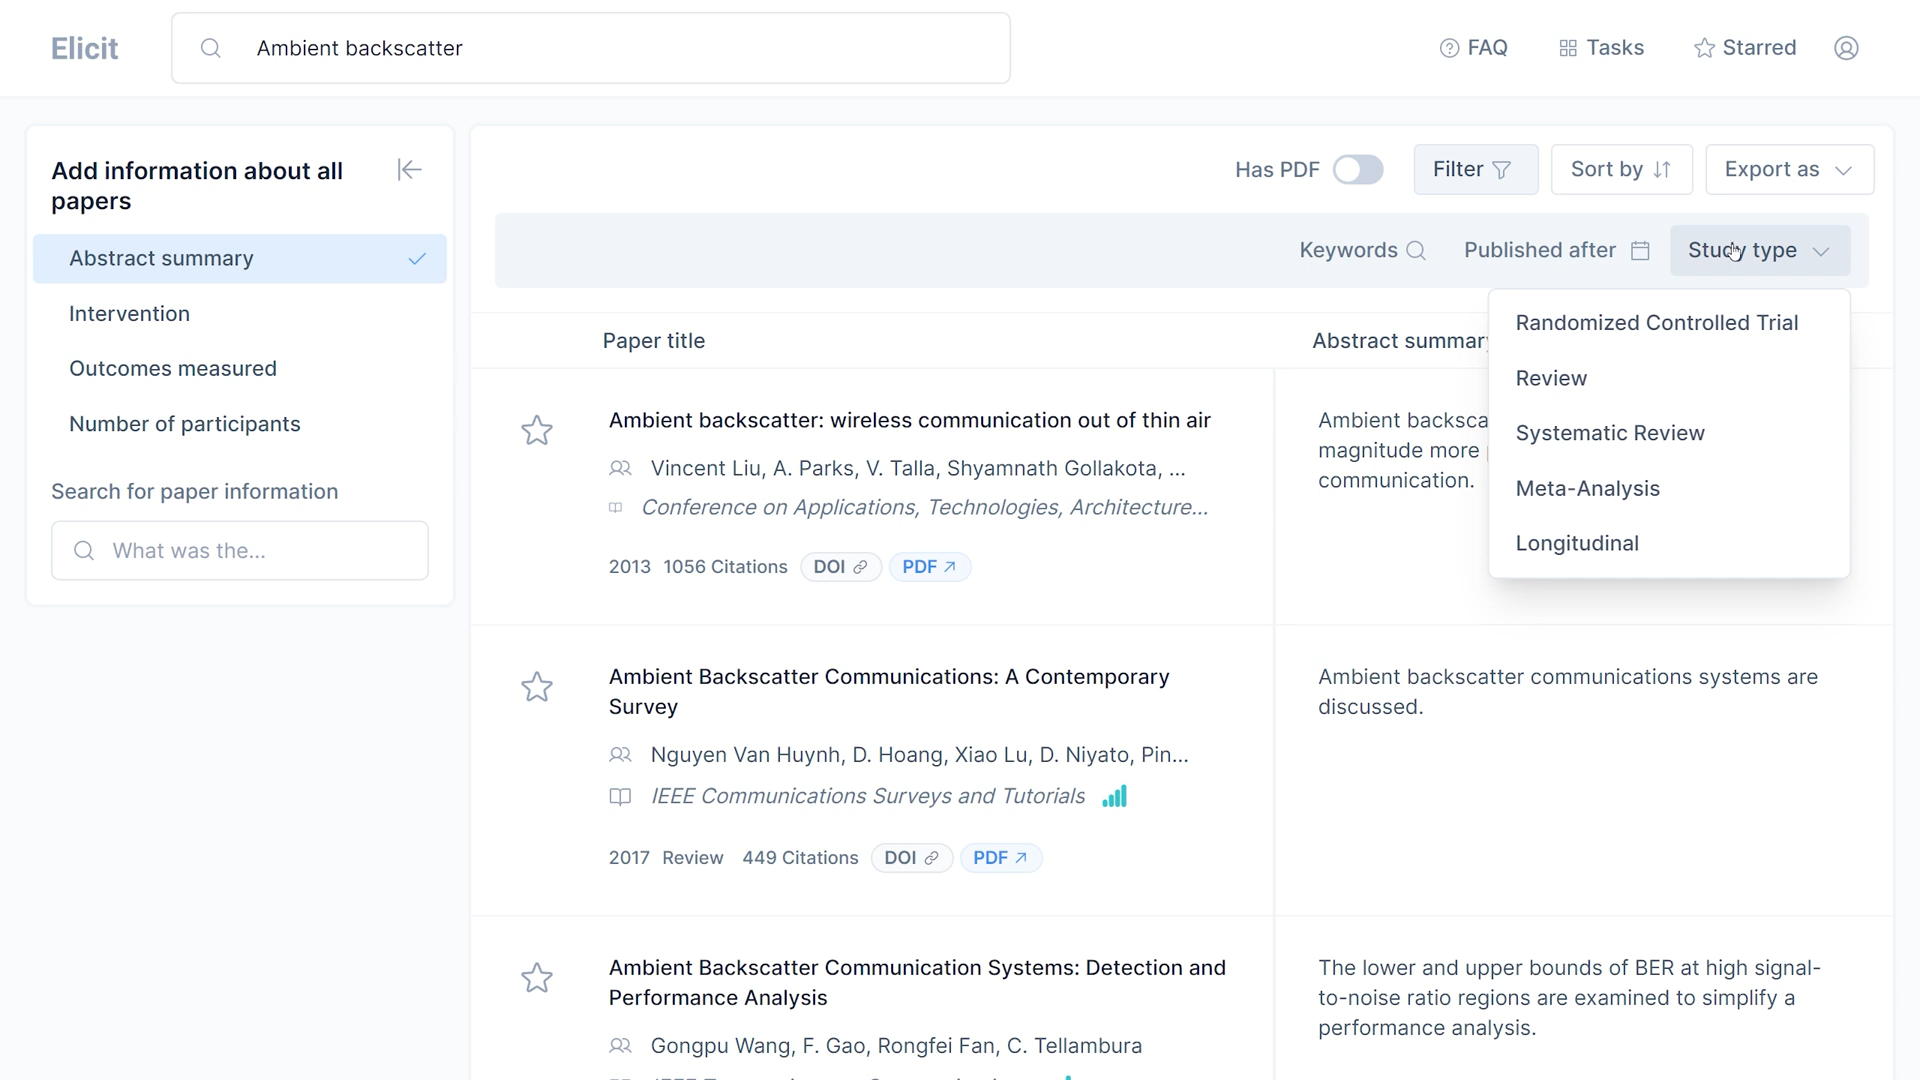 Elicit
Ambient backscatter
FAQ
Tasks
Starred
Add information about all
papers
Abstract summary
Intervention
Outcomes measured
Number of participants
Search for paper information
What was the...
Has PDF
Filter
Sort by
Export as
Keywords
Published after
Study type
Randomized Controlled Trial
Review
Systematic Review
Meta-Analysis
Longitudinal
Paper title
Abstract summary
Ambient backscatter: wireless communication out of thin air
Vincent Liu, A. Parks, V. Talla, Shyamnath Gollakota, ...
Conference on Applications, Technologies, Architecture...
2013 1056 Citations DOI PDF
Ambient backsca
magnitude more
communication.
Ambient Backscatter Communications: A Contemporary
Survey
Nguyen Van Huynh, D. Hoang, Xiao Lu, D. Niyato, Pin...
IEEE Communications Surveys and Tutorials
2017 Review 449 Citations DOI PDF
Ambient backscatter communications systems are
discussed.
Ambient Backscatter Communication Systems: Detection and
Performance Analysis
Gongpu Wang, F. Gao, Rongfei Fan, C. Tellambura
The lower and upper bounds of BER at high signal-
to-noise ratio regions are examined to simplify a
performance analysis.